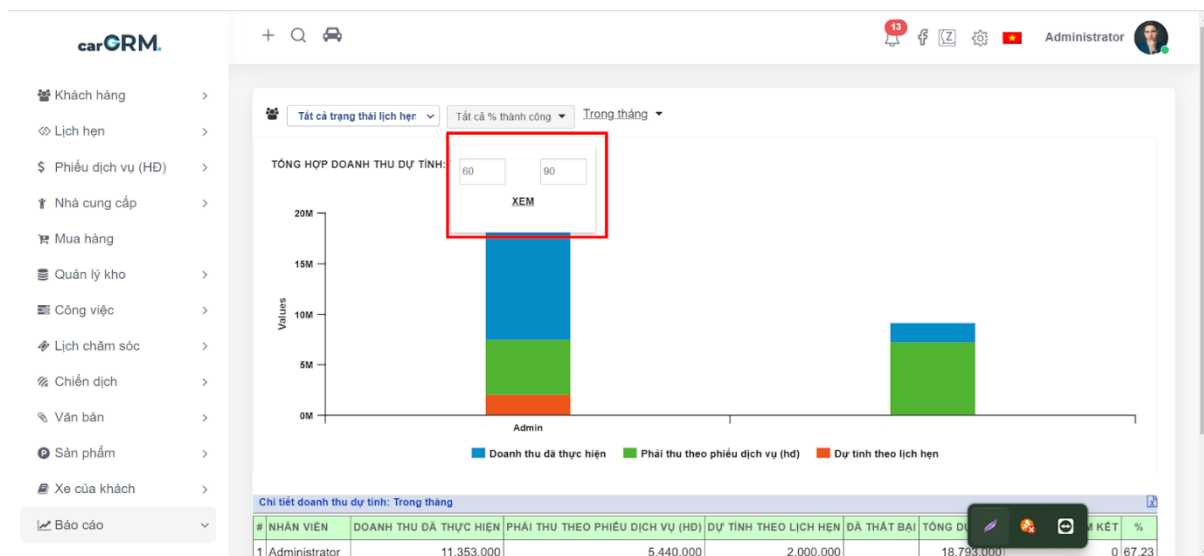 carCRM.
13
Administrator
Khách hàng
Lịch hẹn
Phiếu dịch vụ (HĐ)
Nhà cung cấp
Mua hàng
Quản lý kho
Công việc
Lịch chăm sóc
Chiến dịch
Văn bản
Sản phẩm
Xe của khách
Báo cáo
Tất cả trạng thái lịch hẹn
Tất cả % thành công
Trong tháng
TỔNG HỢP DOANH THU DỰ TÍNH:
60 90
XEM
20M
15M
10M
5M
0M
Values
Admin
Doanh thu đã thực hiện Phải thu theo phiếu dịch vụ (hđ) Dự tính theo lịch hẹn
Chi tiết doanh thu dự tính: Trong tháng
# NHÂN VIÊN DOANH THU ĐÃ THỰC HIỆN PHẢI THU THEO PHIẾU DỊCH VỤ (HĐ) DỰ TÍNH THEO LỊCH HẸN ĐÃ THẤT BẠI TỔNG KẾT %
1 Administrator 11.353.000 5.440.000 2.000.000 18.793.000 0 67.23